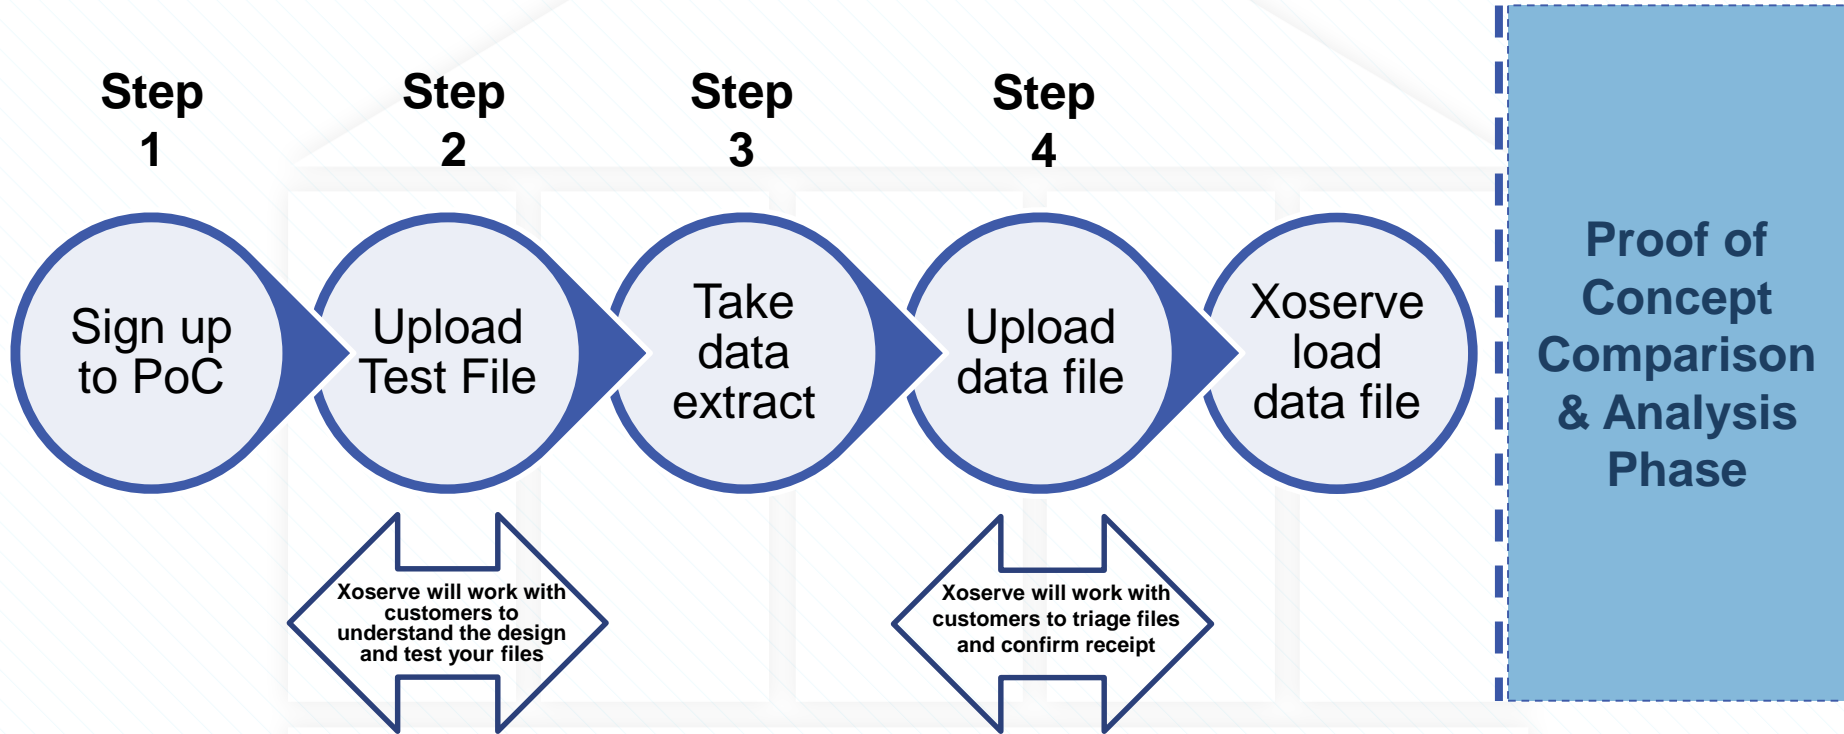 Step
1
Step
2
Step
3
Step
4
Sign up
to PoC
Upload
Test File
Take
data
extract
Upload
data file
Xoserve
load
data file
Xoserve will work with
customers to
understand the design
and test your files
Xoserve will work with
customers to triage files
and confirm receipt
Proof of
Concept
Comparison
& Analysis
Phase